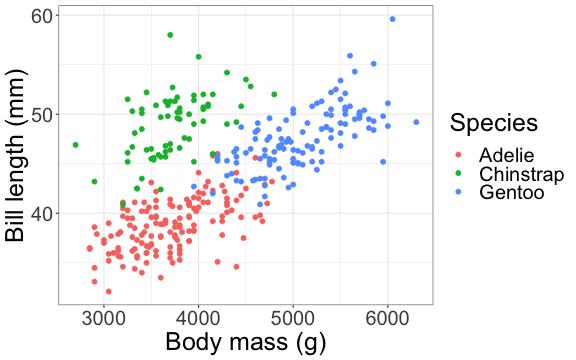 60
50
40
Bill length (mm)
3000 4000 5000 6000
Body mass (g)
Species
Adelie
Chinstrap
Gentoo